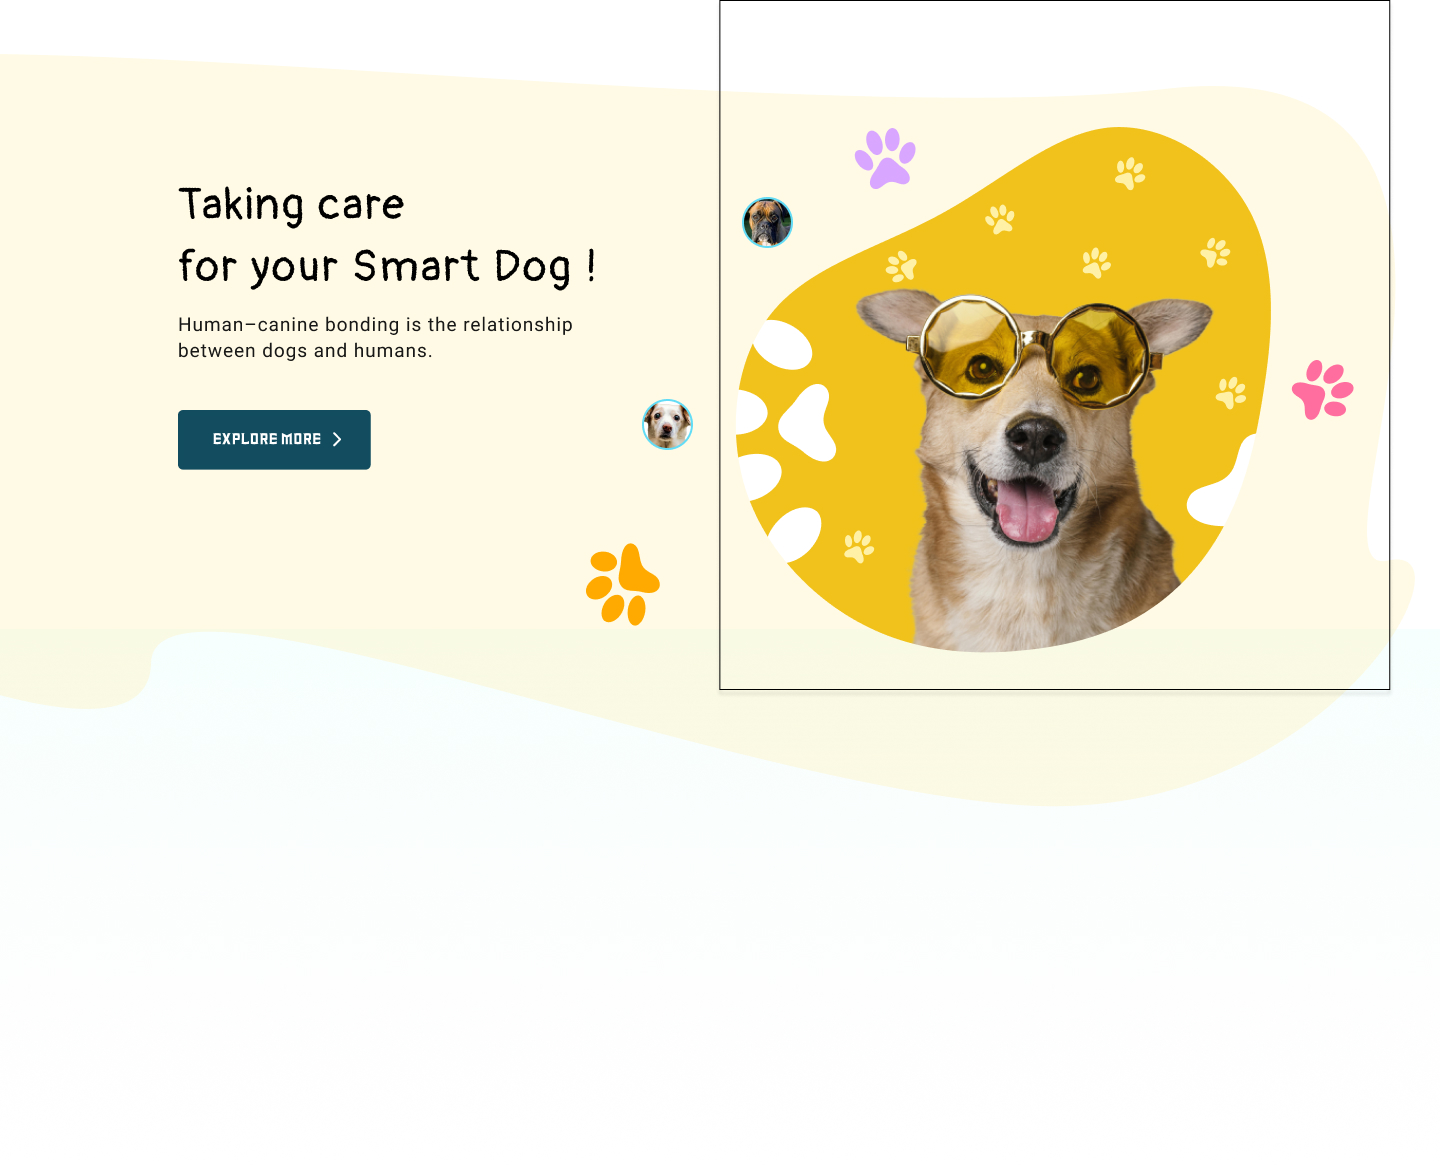 Taking care
for your Smart Dog !
Human–canine bonding is the relationship
between dogs and humans.
EXPLORE MORE